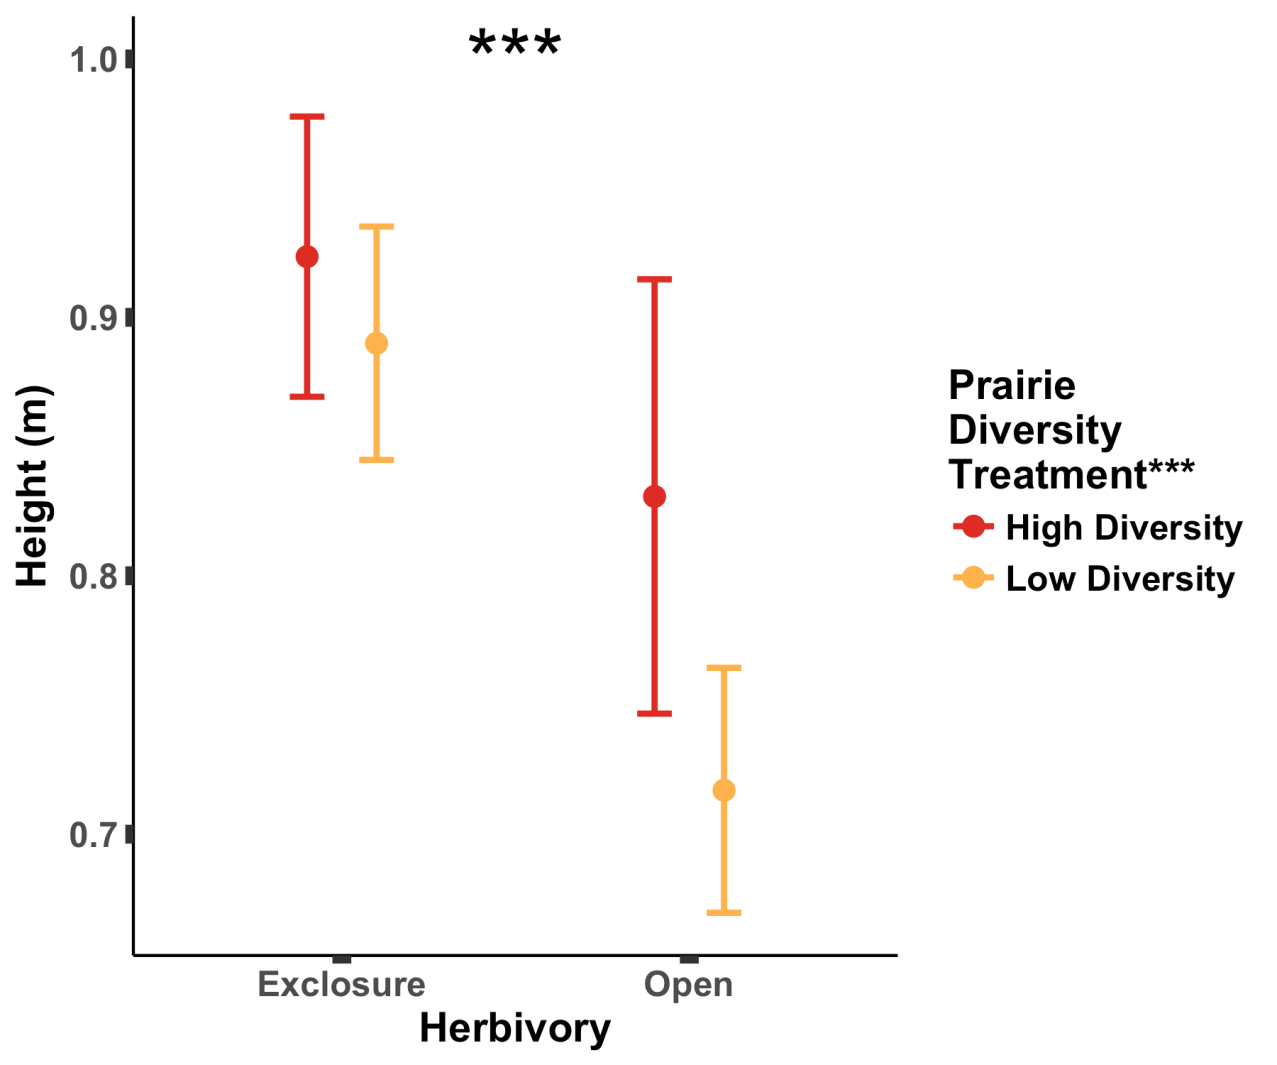 ***
1.0
0.9
0.8
0.7
Height (m)
Exclosure
Open
Herbivory
Prairie
Diversity
Treatment***
High Diversity
Low Diversity